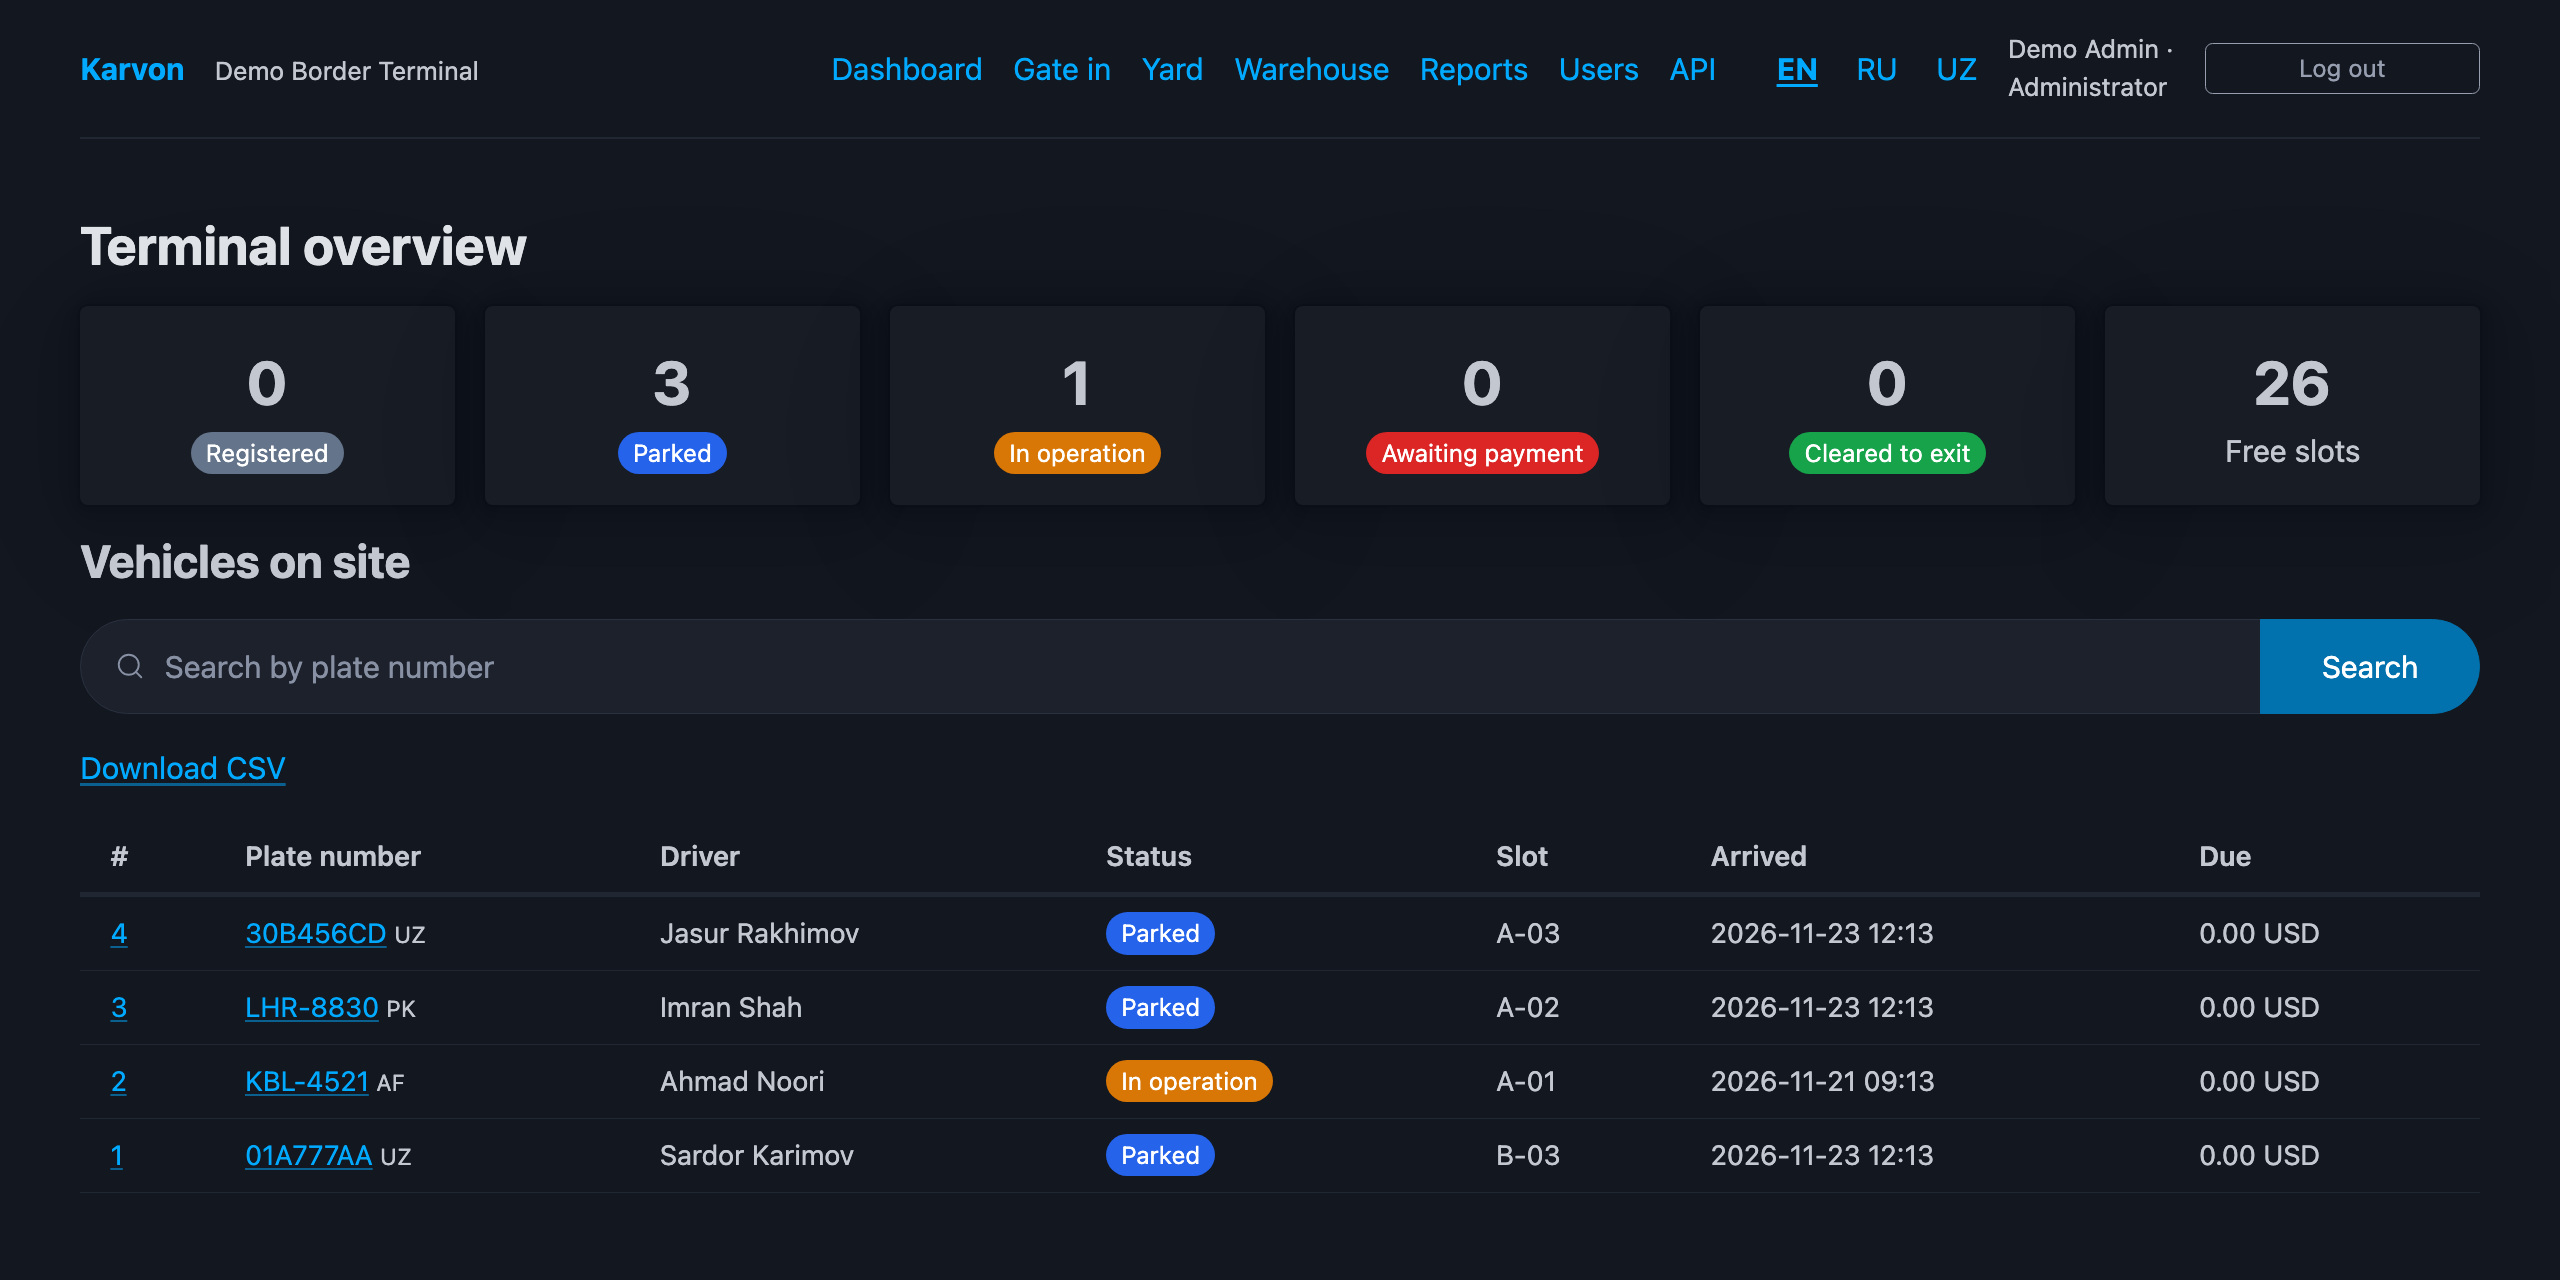 Karvon Demo Border Terminal Dashboard Gate in Yard Warehouse Reports Users API EN RU UZ Demo Admin · Administrator Log out
Terminal overview
0 3 1 0 0 26
Registered Parked In operation Awaiting payment Cleared to exit Free slots
Vehicles on site
Search by plate number Search
Download CSV
# Plate number Driver Status Slot Arrived Due
4 30B456CD UZ Jasur Rakhimov Parked A-03 2026-11-23 12:13 0.00 USD
3 LHR-8830 PK Imran Shah Parked A-02 2026-11-23 12:13 0.00 USD
2 KBL-4521 AF Ahmad Noori In operation A-01 2026-11-21 09:13 0.00 USD
1 01A777AA UZ Sardor Karimov Parked B-03 2026-11-23 12:13 0.00 USD